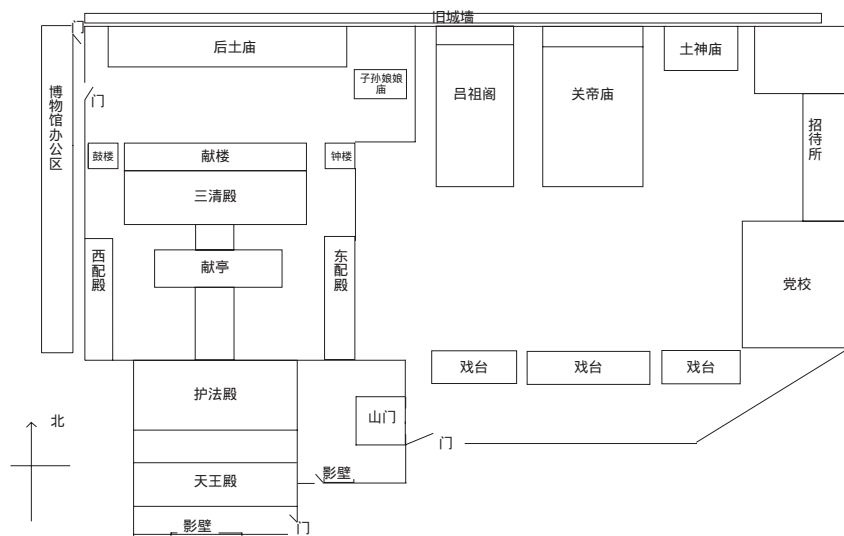 旧城墙
门
后土庙
子孙娘娘
庙
吕祖阁
关帝庙
土神庙
博物馆办公区
门
招待所
鼓楼
献楼
钟楼
三清殿
西配殿
献亭
东配殿
党校
戏台
戏台
戏台
护法殿
山门
北
门
天王殿
影壁
影壁
门